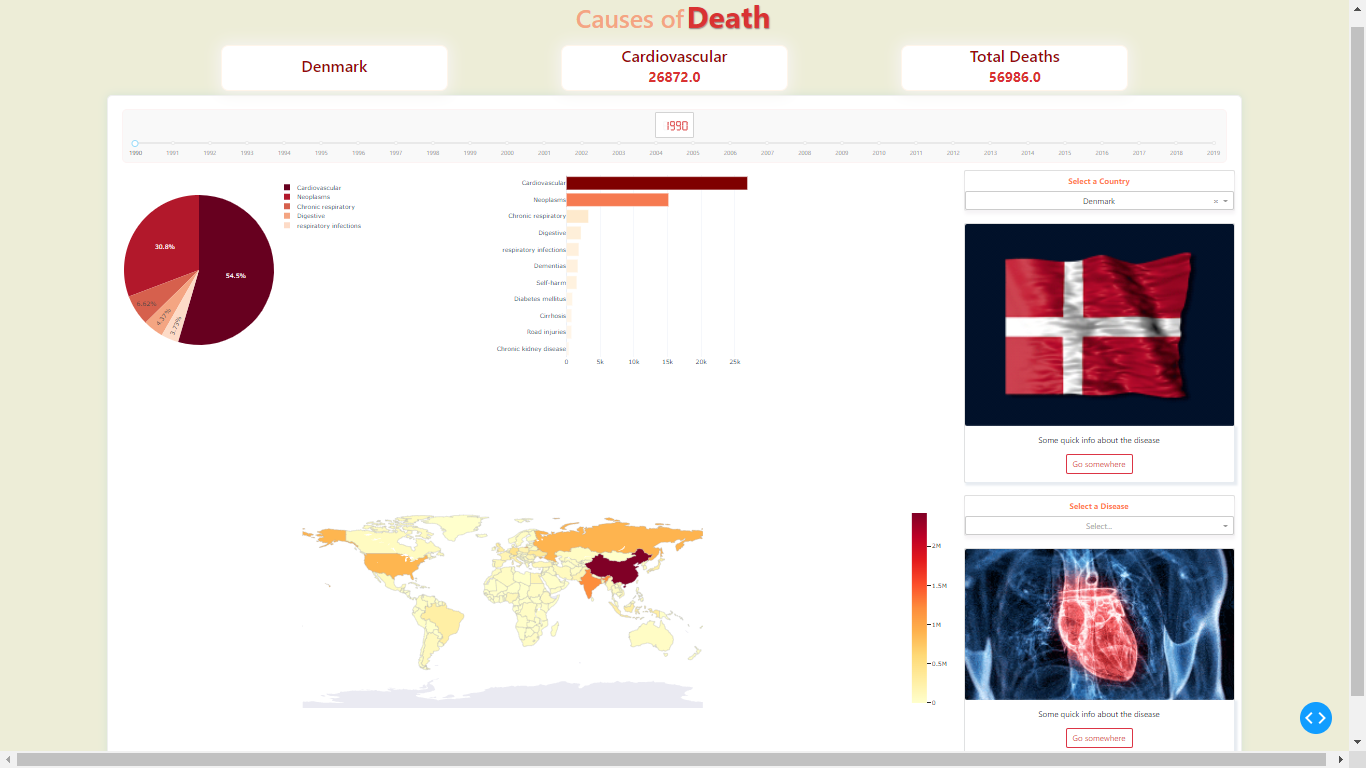 Causes of Death
Denmark
Cardiovascular
26872.0
Total Deaths
56986.0
1990
1990 1991 1992 1993 1994 1995 1996 1997 1998 1999 2000 2001 2002 2003 2004 2005 2006 2007 2008 2009 2010 2011 2012 2013 2014 2015 2016 2017 2018 2019
Cardiovascular
Neoplasms
Chronic respiratory
Digestive
respiratory infections
30.8%
54.5%
6.62%
4.37%
3.73%
Cardiovascular
Neoplasms
Chronic respiratory
Digestive
respiratory infections
Dementias
Self-harm
Diabetes mellitus
Cirrhosis
Road injuries
Chronic kidney disease
0 5k 10k 15k 20k 25k
Select a Country
Denmark ×
Some quick info about the disease
Go somewhere
2M
1.5M
1M
0.5M
0
Select a Disease
Select...
Some quick info about the disease
Go somewhere